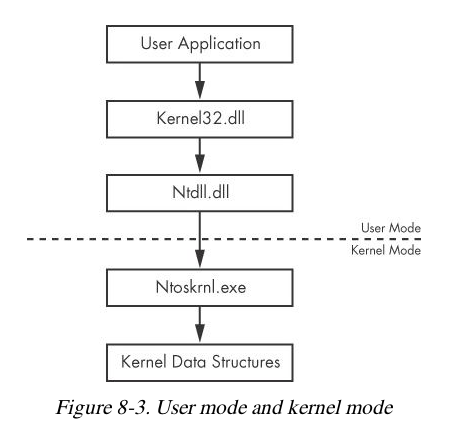 User Application
Kernel32.dll
Ntdll.dll
User Mode
Kernel Mode
Ntoskrnl.exe
Kernel Data Structures
Figure 8-3. User mode and kernel mode